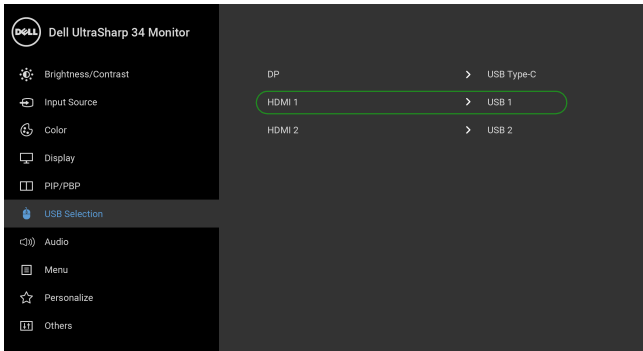 DELL Dell UltraSharp 34 Monitor
Brightness/Contrast
Input Source
Color
Display
PIP/PBP
USB Selection
Audio
Menu
Personalize
Others
DP > USB Type-C
HDMI 1 > USB 1
HDMI 2 > USB 2